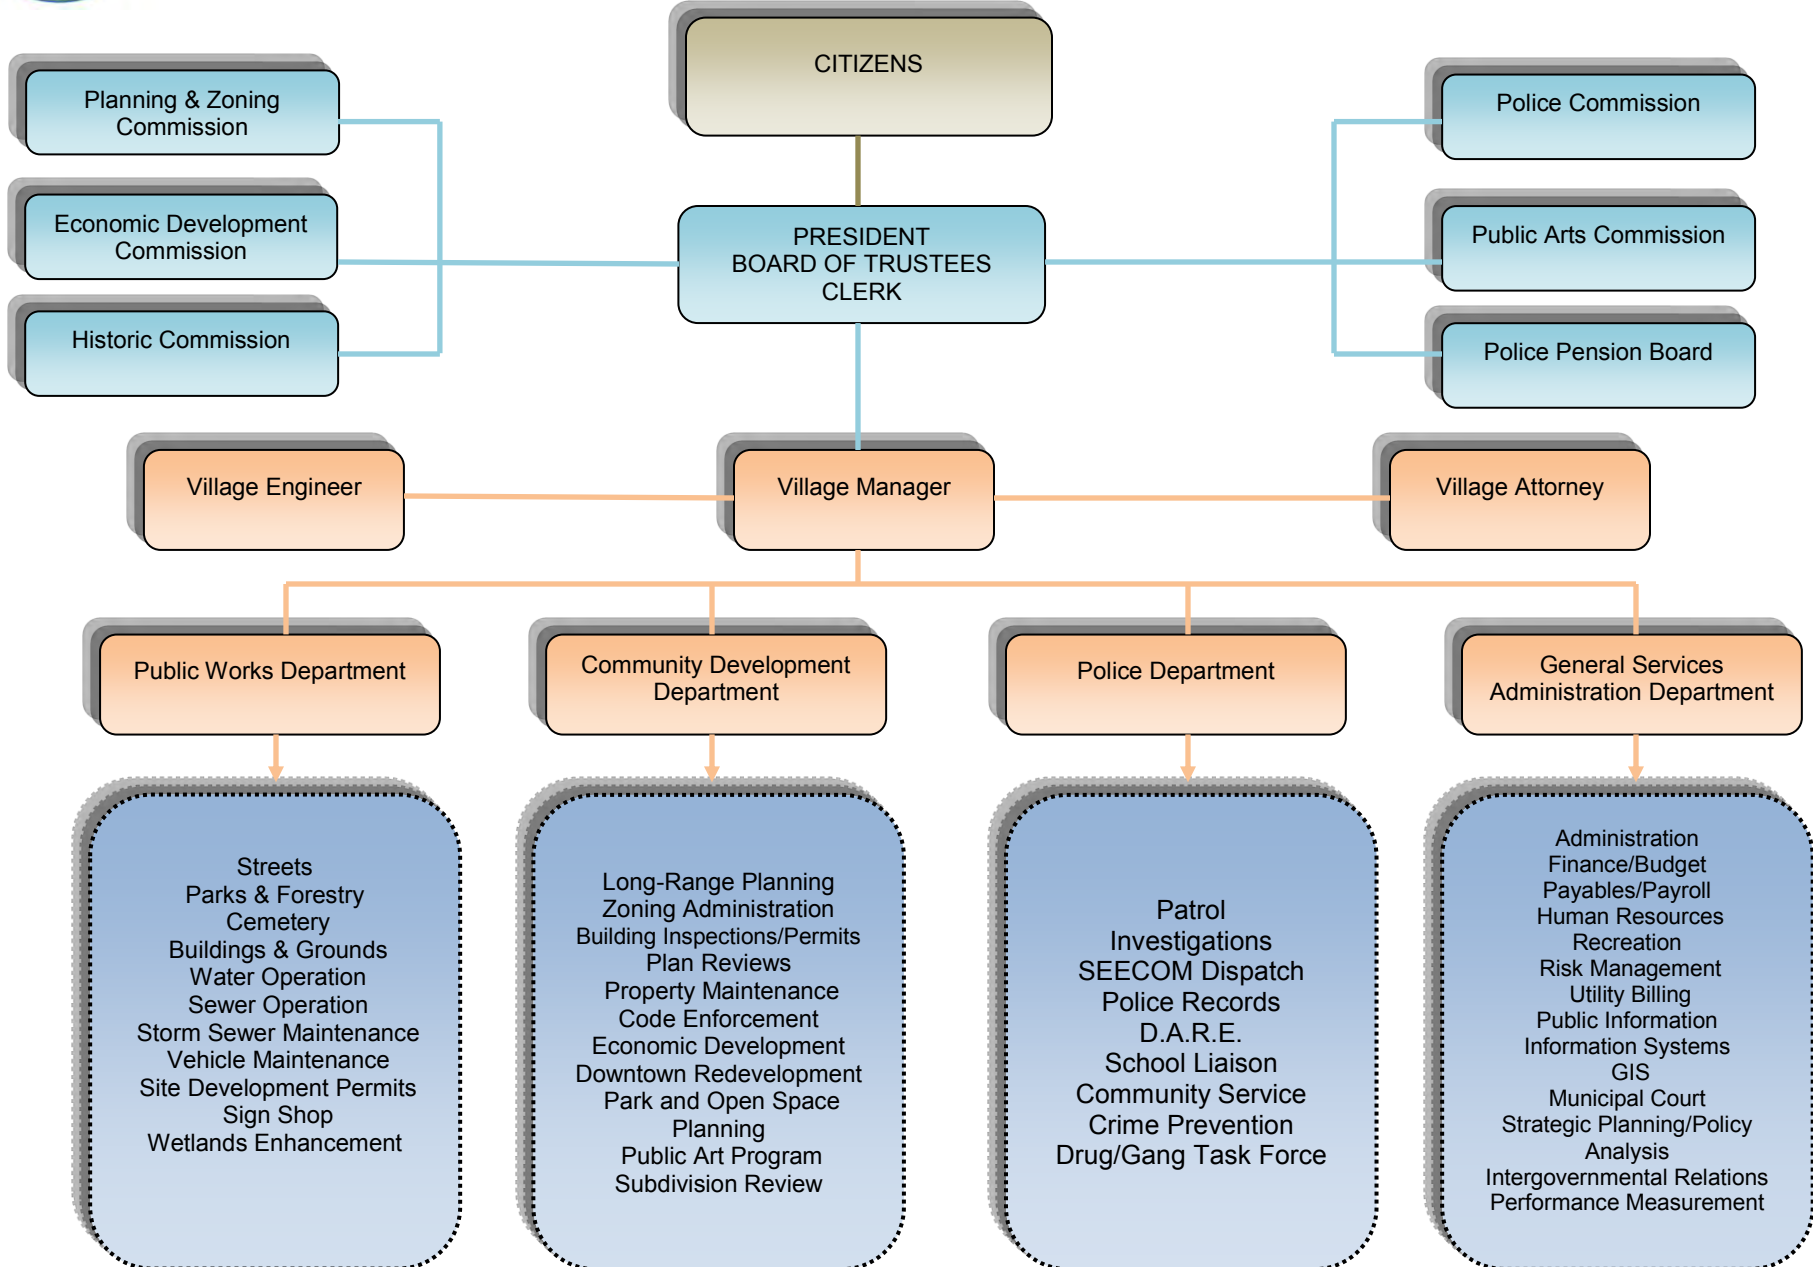 CITIZENS
Planning & Zoning
Commission
Police Commission
Economic Development
Commission
PRESIDENT
BOARD OF TRUSTEES
CLERK
Public Arts Commission
Historic Commission
Police Pension Board
Village Engineer
Village Manager
Village Attorney
Public Works Department
Community Development
Department
Police Department
General Services
Administration Department
Streets
Parks & Forestry
Cemetery
Buildings & Grounds
Water Operation
Sewer Operation
Storm Sewer Maintenance
Vehicle Maintenance
Site Development Permits
Sign Shop
Wetlands Enhancement
Long-Range Planning
Zoning Administration
Building Inspections/Permits
Plan Reviews
Property Maintenance
Code Enforcement
Economic Development
Downtown Redevelopment
Park and Open Space
Planning
Public Art Program
Subdivision Review
Patrol
Investigations
SEECOM Dispatch
Police Records
D.A.R.E.
School Liaison
Community Service
Crime Prevention
Drug/Gang Task Force
Administration
Finance/Budget
Payables/Payroll
Human Resources
Recreation
Risk Management
Utility Billing
Public Information
Information Systems
GIS
Municipal Court
Strategic Planning/Policy
Analysis
Intergovernmental Relations
Performance Measurement